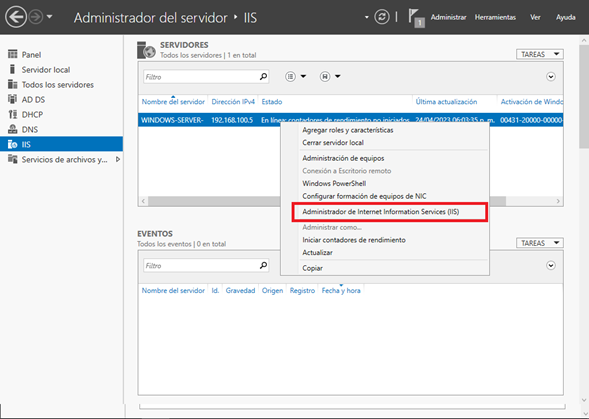 Administrador del servidor • IIS
1
Administrar Herramientas Ver Ayuda
Panel
Servidor local
Todos los servidores
AD DS
DHCP
DNS
IIS
Servicios de archivos y...
SERVIDORES
Todos los servidores | 1 en total
TAREAS
Filtro
Nombre del servidor Dirección IPv4 Estado Última actualización Activación de Windo
WINDOWS-SERVER- 192.168.100.5 En línea: contadores de rendimiento no iniciados 24/04/2023 06:03:35 p. m. 00431-20000-00000-
Agregar roles y características
Cerrar servidor local
Administración de equipos
Conexión a Escritorio remoto
Windows PowerShell
Configurar formación de equipos de NIC
Administrador de Internet Information Services (IIS)
Administrar como...
Iniciar contadores de rendimiento
Actualizar
Copiar
EVENTOS
Todos los eventos | 0 en total
TAREAS
Filtro
Nombre del servidor Id. Gravedad Origen Registro Fecha y hora